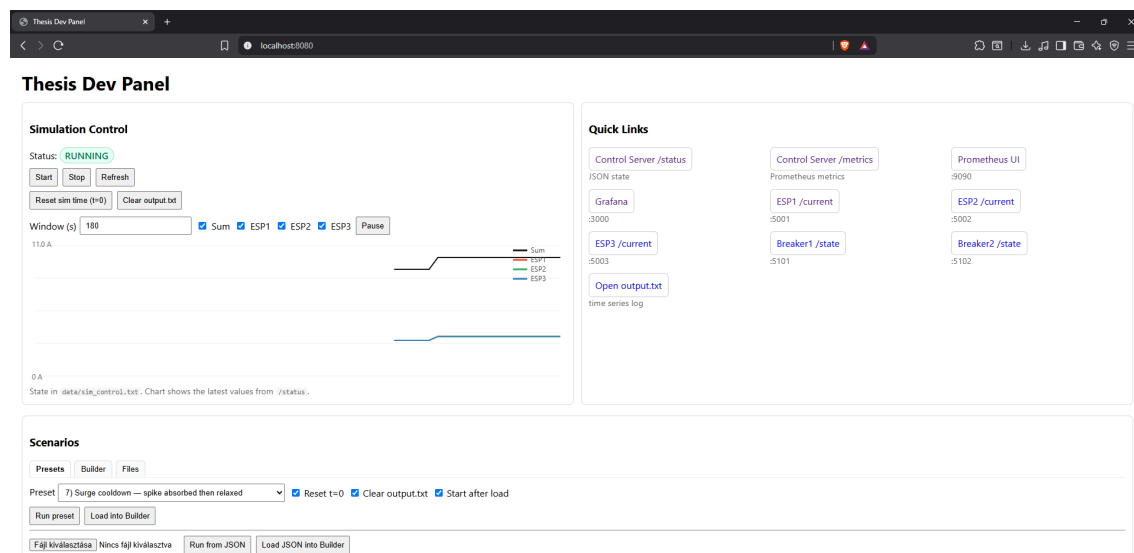 Thesis Dev Panel
localhost:8080
Thesis Dev Panel
Simulation Control
Status: RUNNING
Start Stop Refresh
Reset sim time (t=0) Clear output.txt
Window (s) 180 Sum ESP1 ESP2 ESP3 Pause
11.0 A
Sum
ESP1
ESP2
ESP3
0 A
State in data/sim_control.txt. Chart shows the latest values from /status.
Quick Links
Control Server /status Control Server /metrics Prometheus UI
JSON state Prometheus metrics :9090
Grafana ESP1 /current ESP2 /current
:3000 :5001 :5002
ESP3 /current Breaker1 /state Breaker2 /state
:5003 :5101 :5102
Open output.txt
time series log
Scenarios
Presets Builder Files
Preset 7) Surge cooldown — spike absorbed then relaxed Reset t=0 Clear output.txt Start after load
Run preset Load into Builder
Fájl kiválasztása Nincs fájl kiválasztva Run from JSON Load JSON into Builder